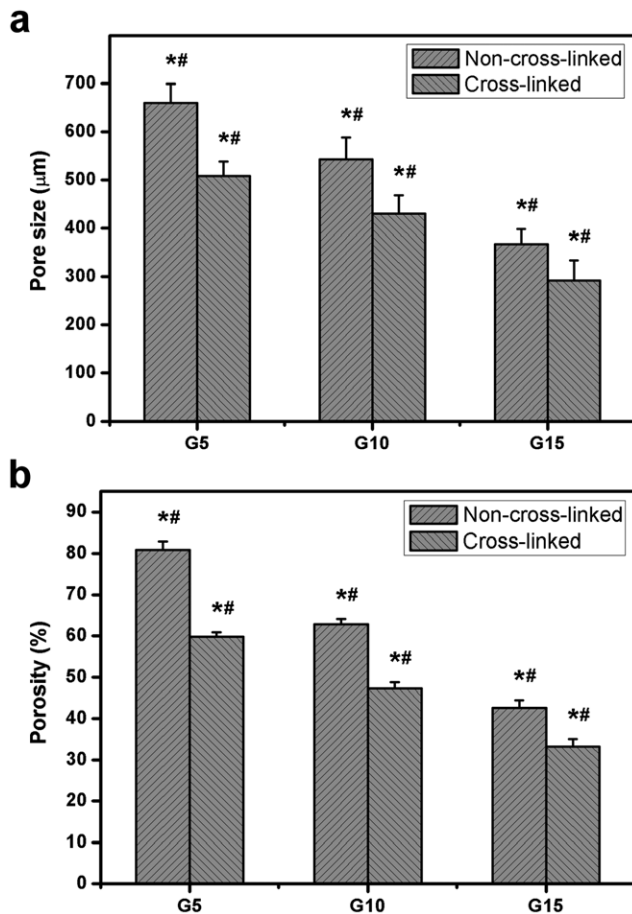 a
Non-cross-linked
Cross-linked
Pore size (μm)
700
600
500
400
300
200
100
0
*#
*#
*#
*#
*#
*#
G5
G10
G15
b
Non-cross-linked
Cross-linked
Porosity (%)
90
80
70
60
50
40
30
20
10
0
*#
*#
*#
*#
*#
*#
G5
G10
G15